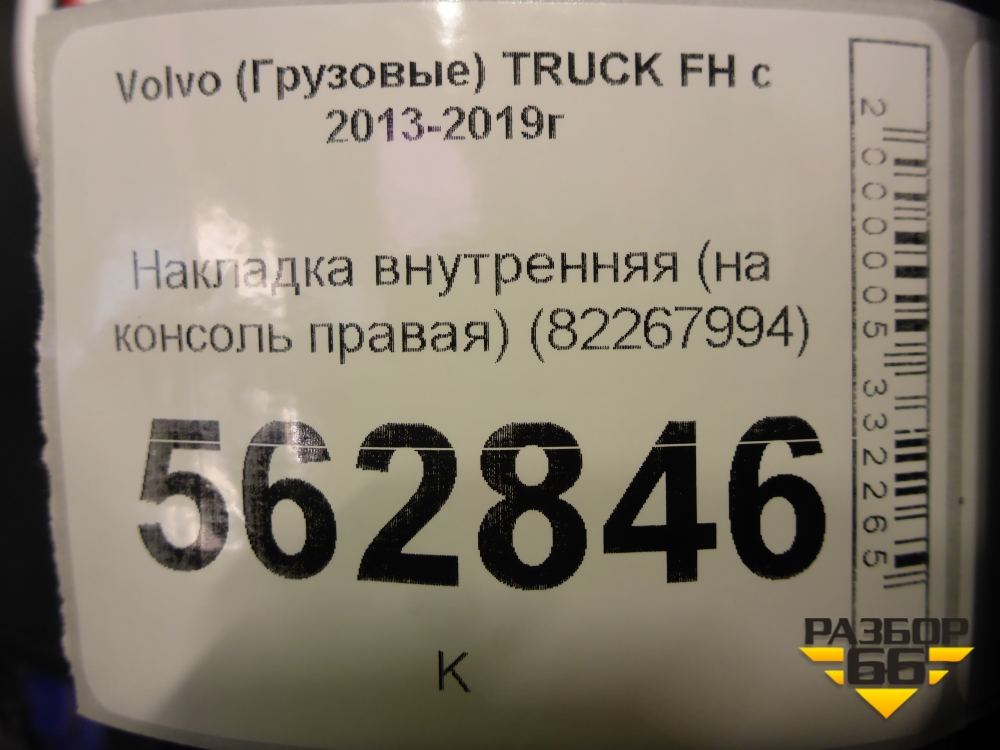 Volvo (Грузовые) TRUCK FH с
2013-2019г
Накладка внутренняя (на
консоль правая) (82267994)
562846
К
2000005332265
РАЗБОР
66